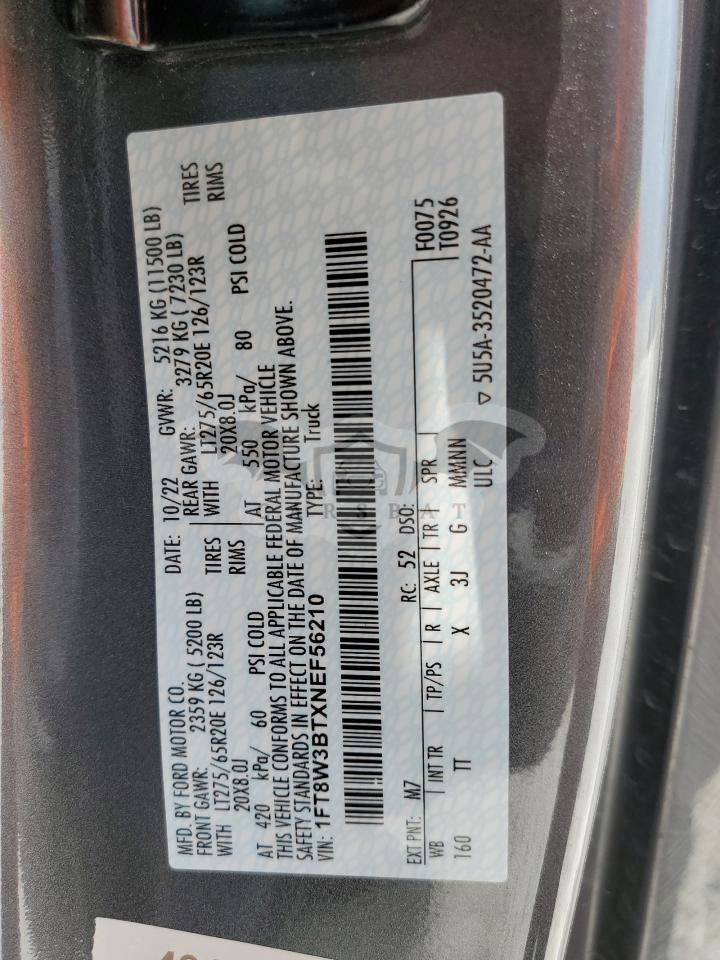 MFD. BY FORD MOTOR CO. DATE: 10/22 GVWR: 5216 KG (11500 LB)
FRONT GAWR: 2359 KG ( 5200 LB) REAR GAWR: 3279 KG ( 7230 LB)
WITH LT275/65R20E 126/123R TIRES WITH LT275/65R20E 126/123R TIRES
20X8.0J RIMS 20X8.0J RIMS
AT 420 kPa/ 60 PSI COLD AT 550 kPa/ 80 PSI COLD
THIS VEHICLE CONFORMS TO ALL APPLICABLE FEDERAL MOTOR VEHICLE
SAFETY STANDARDS IN EFFECT ON THE DATE OF MANUFACTURE SHOWN ABOVE.
VIN: 1FT8W3BTXNEF56210 TYPE: Truck
EXT PNT: M7 RC: 52 DSO: F0075
WB INT TR TP/PS R AXLE TR SPR T0926
160 TT X 3J G MMMNN
ULC ▽ 5U5A-3520472-AA
RSBAT